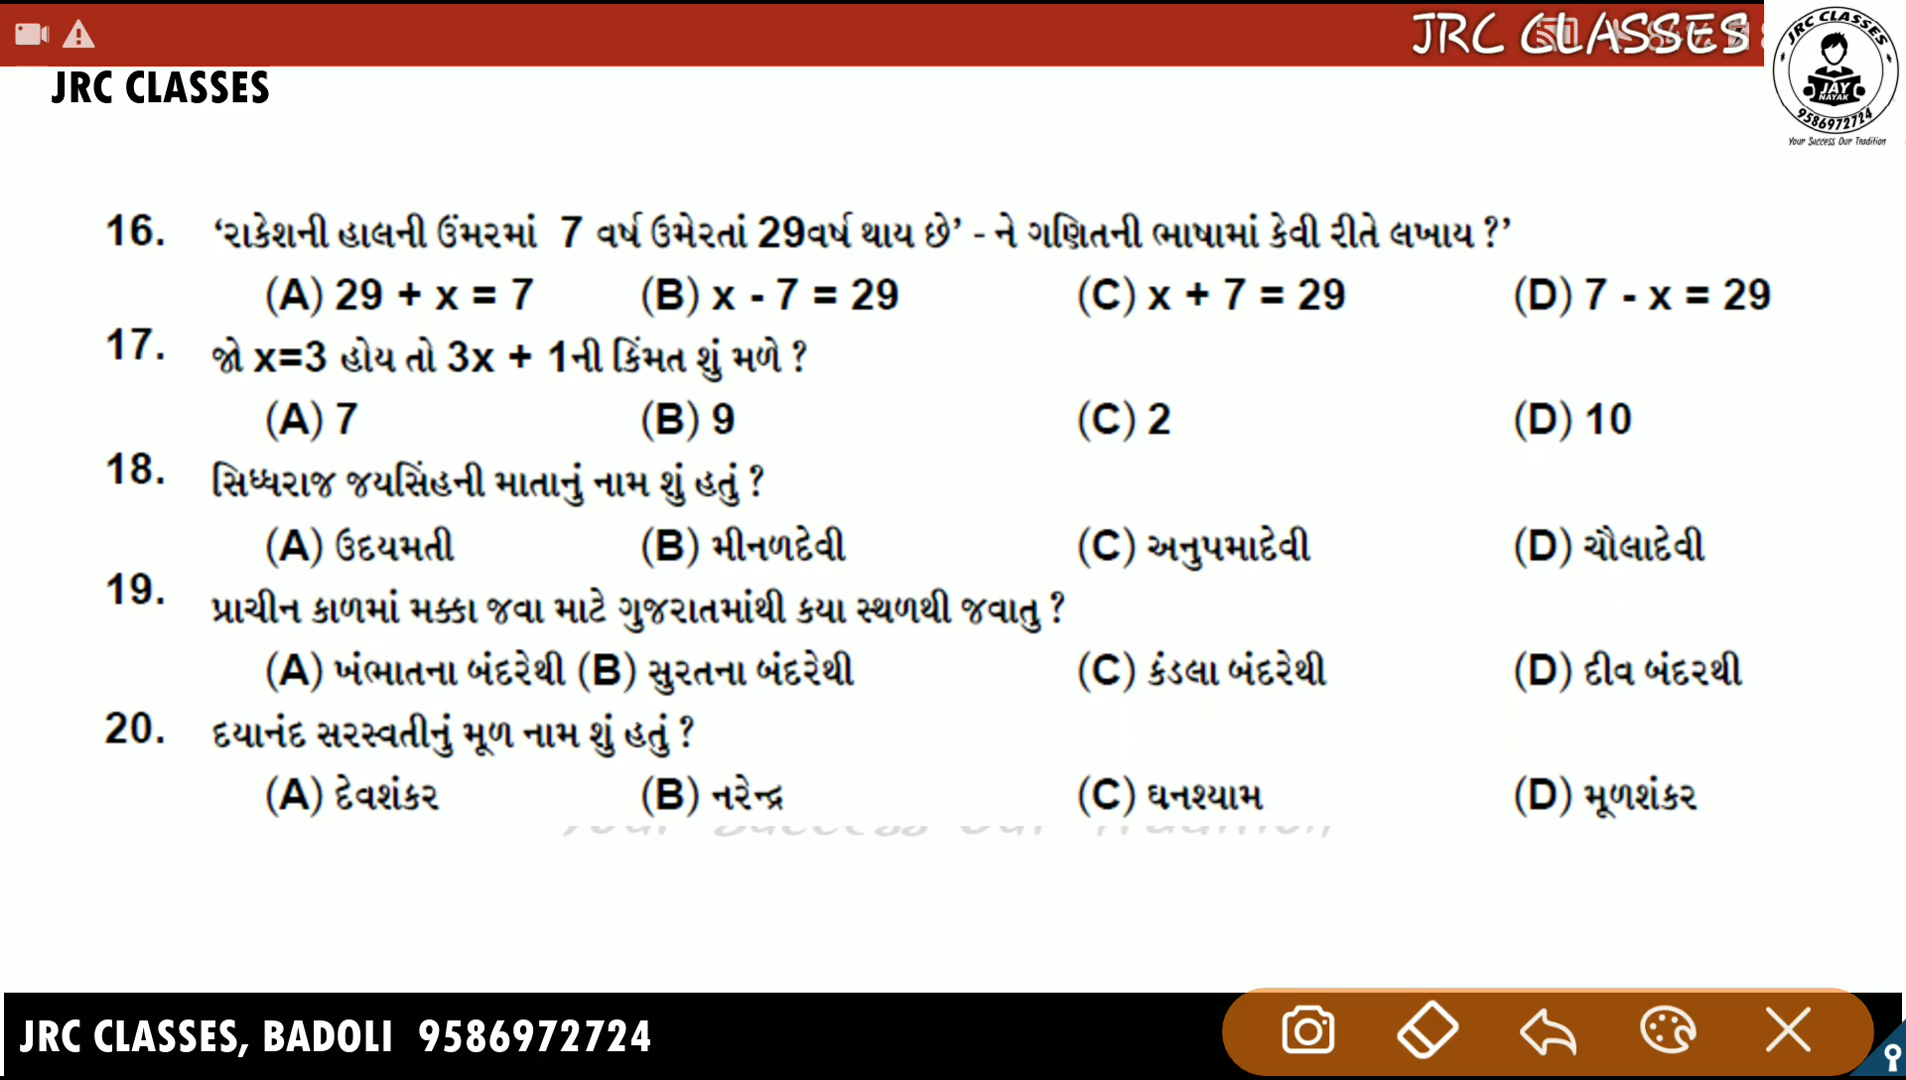 JRC CLASSES
JRC CLASSES
JRC CLASSES
JAY
NAYAK
9586972724
Your Success Our Tradition
16. ‘રાકેશની હાલની ઉંમરમાં 7 વર્ષ ઉમેરતાં 29વર્ષ થાય છે’ - ને ગણિતની ભાષામાં કેવી રીતે લખાય ?’
(A) 29 + x = 7 (B) x - 7 = 29 (C) x + 7 = 29 (D) 7 - x = 29
17. જો x=3 હોય તો 3x + 1ની કિંમત શું મળે ?
(A) 7 (B) 9 (C) 2 (D) 10
18. સિધ્ધરાજ જયસિંહની માતાનું નામ શું હતું ?
(A) ઉદયમતી (B) મીનળદેવી (C) અનુપમાદેવી (D) ચૌલાદેવી
19. પ્રાચીન કાળમાં મક્કા જવા માટે ગુજરાતમાંથી કયા સ્થળથી જવાતુ ?
(A) ખંભાતના બંદરેથી (B) સુરતના બંદરેથી (C) કંડલા બંદરેથી (D) દીવ બંદરથી
20. દયાનંદ સરસ્વતીનું મૂળ નામ શું હતું ?
(A) દેવશંકર (B) નરેન્દ્ર (C) ઘનશ્યામ (D) મૂળશંકર
Your Success Our Tradition
JRC CLASSES, BADOLI 9586972724